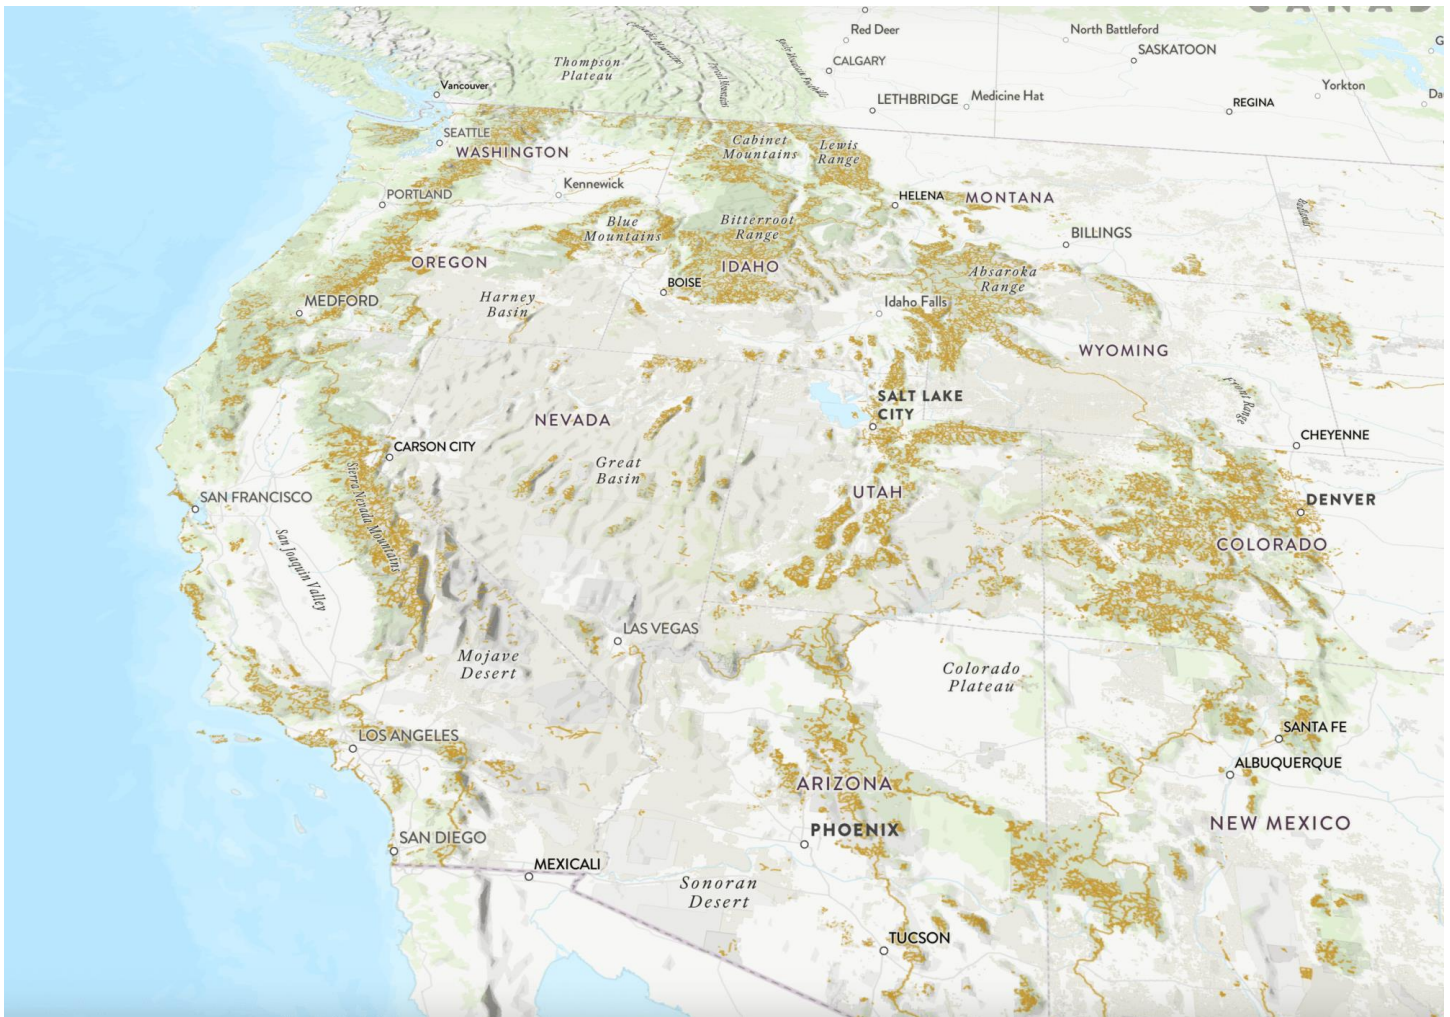 CANAD
Red Deer
North Battleford
SASKATOON
Thompson
Plateau
CALGARY
Vancouver
LETHBRIDGE
Medicine Hat
REGINA
Yorkton
SEATTLE
WASHINGTON
Cabinet
Mountains
Lewis
Range
PORTLAND
Kennewick
HELENA
MONTANA
Badlands
Blue
Mountains
Bitterroot
Range
BILLINGS
OREGON
IDAHO
Absaroka
Range
BOISE
MEDFORD
Harney
Basin
Idaho Falls
WYOMING
Front Range
SALT LAKE
CITY
NEVADA
CARSON CITY
CHEYENNE
Great
Basin
Sierra Nevada Mountains
SAN FRANCISCO
UTAH
DENVER
COLORADO
San Joaquin Valley
LAS VEGAS
Mojave
Desert
Colorado
Plateau
LOS ANGELES
SANTA FE
ALBUQUERQUE
ARIZONA
NEW MEXICO
PHOENIX
SAN DIEGO
MEXICALI
Sonoran
Desert
TUCSON